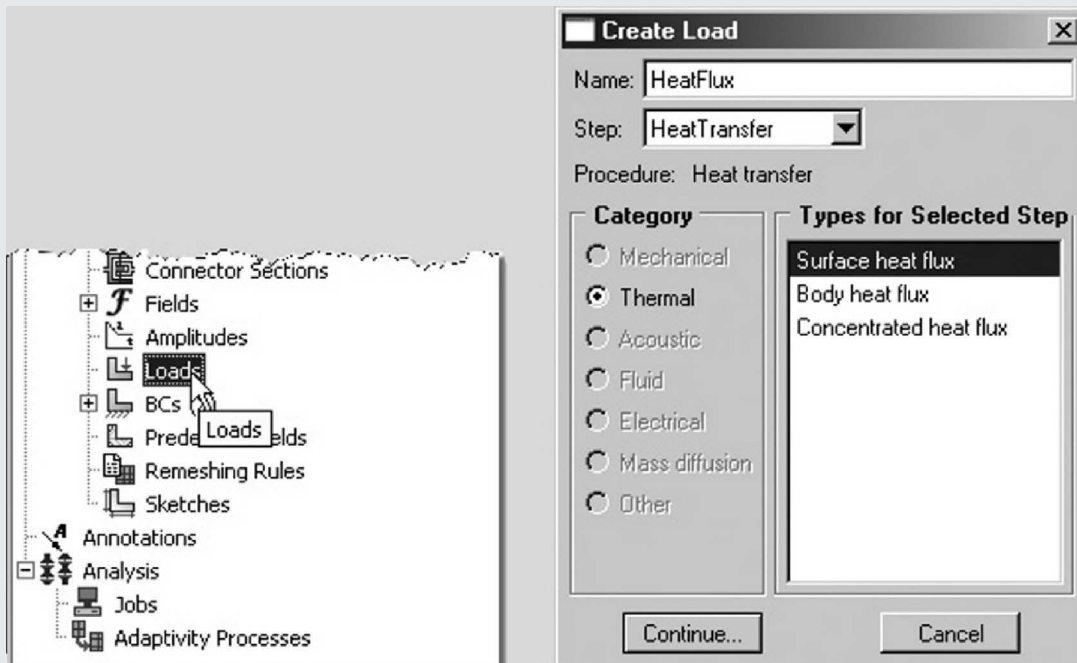 Connector Sections
Fields
Amplitudes
Loads
BCs
Loads
Prede elds
Remeshing Rules
Sketches
Annotations
Analysis
Jobs
Adaptivity Processes
Create Load
Name: HeatFlux
Step: HeatTransfer
Procedure: Heat transfer
Category
Mechanical
Thermal
Acoustic
Fluid
Electrical
Mass diffusion
Other
Types for Selected Step
Surface heat flux
Body heat flux
Concentrated heat flux
Continue...
Cancel